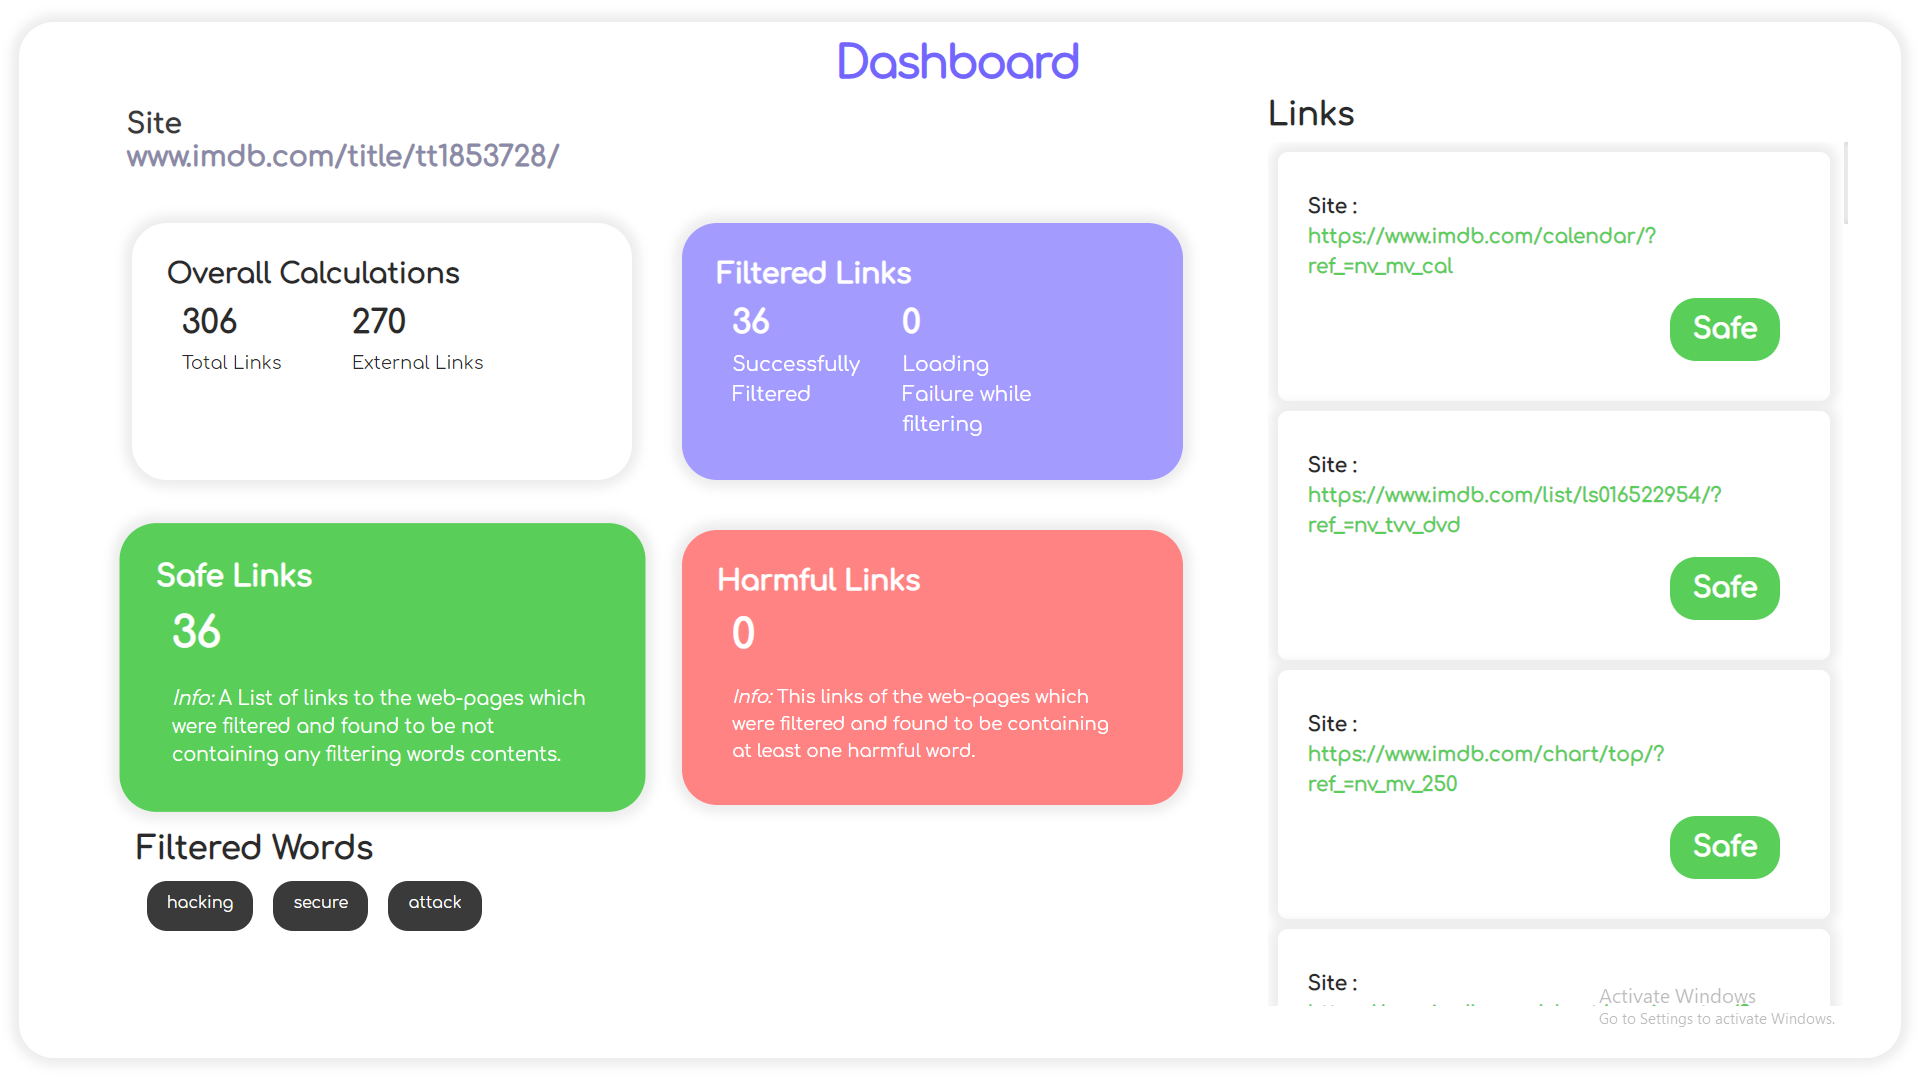 Dashboard
Site
www.imdb.com/title/tt1853728/
Overall Calculations
306
Total Links
270
External Links
Filtered Links
36
Successfully
Filtered
0
Loading
Failure while
filtering
Safe Links
36
Info: A List of links to the web-pages which
were filtered and found to be not
containing any filtering words contents.
Harmful Links
0
Info: This links of the web-pages which
were filtered and found to be containing
at least one harmful word.
Filtered Words
hacking
secure
attack
Links
Site :
https://www.imdb.com/calendar/?
ref_=nv_mv_cal
Safe
Site :
https://www.imdb.com/list/ls016522954/?
ref_=nv_tvv_dvd
Safe
Site :
https://www.imdb.com/chart/top/?
ref_=nv_mv_250
Safe
Site :
Activate Windows
Go to Settings to activate Windows.